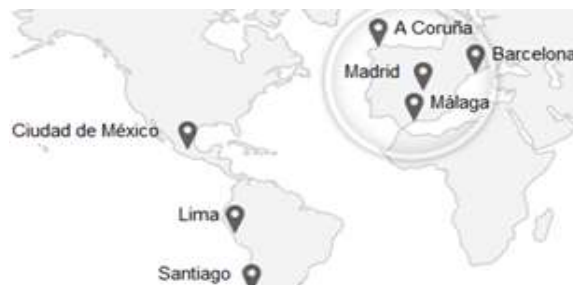 A Coruña
Barcelona
Madrid
Málaga
Ciudad de México
Lima
Santiago